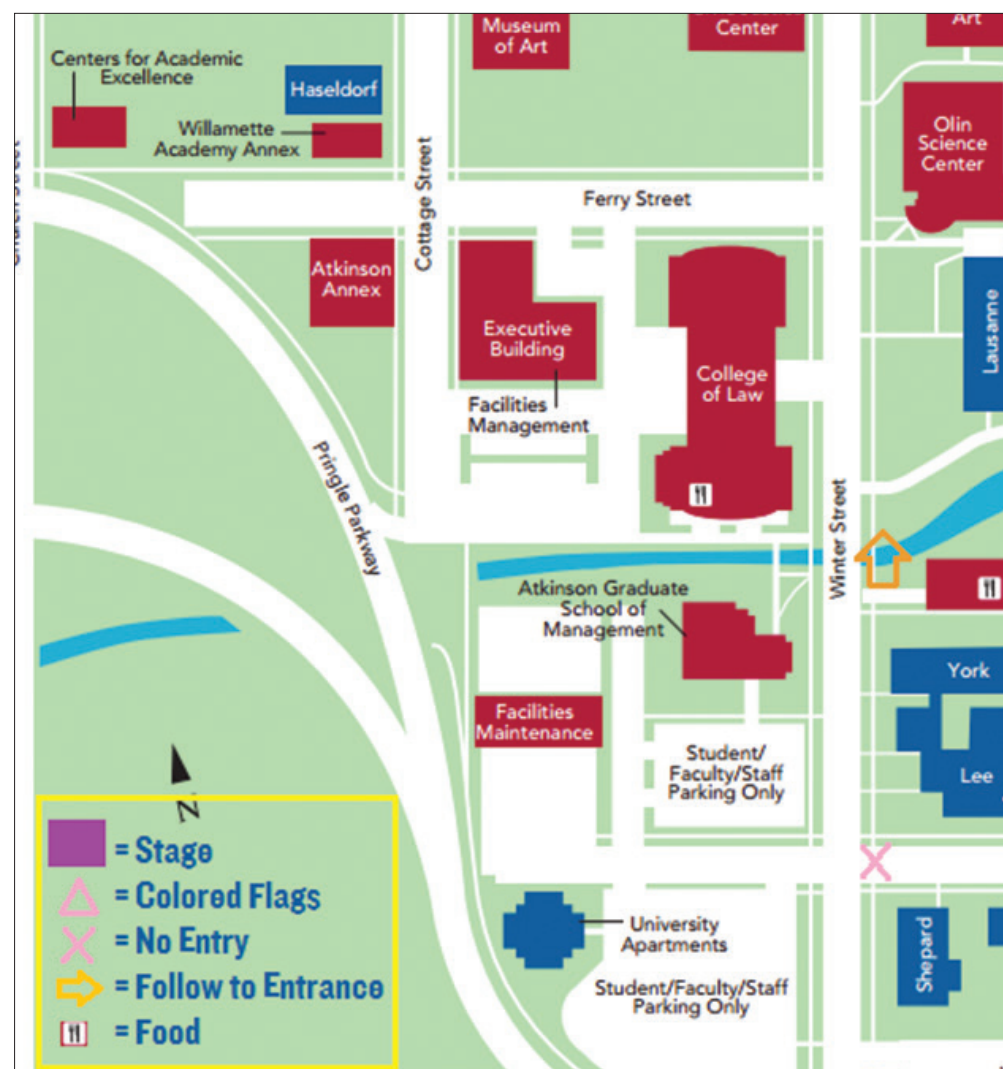 Museum
of Art
Center
Art
Centers for Academic
Excellence
Haseldorf
Willamette
Academy Annex
Olin
Science
Center
Cottage Street
Ferry Street
Atkinson
Annex
Executive
Building
Lausanne
College
of Law
Facilities
Management
Pringle Parkway
Winter Street
Atkinson Graduate
School of
Management
York
Facilities
Maintenance
Student/
Faculty/Staff
Parking Only
Lee
N
= Stage
= Colored Flags
= No Entry
= Follow to Entrance
= Food
University
Apartments
Shepard
Student/Faculty/Staff
Parking Only